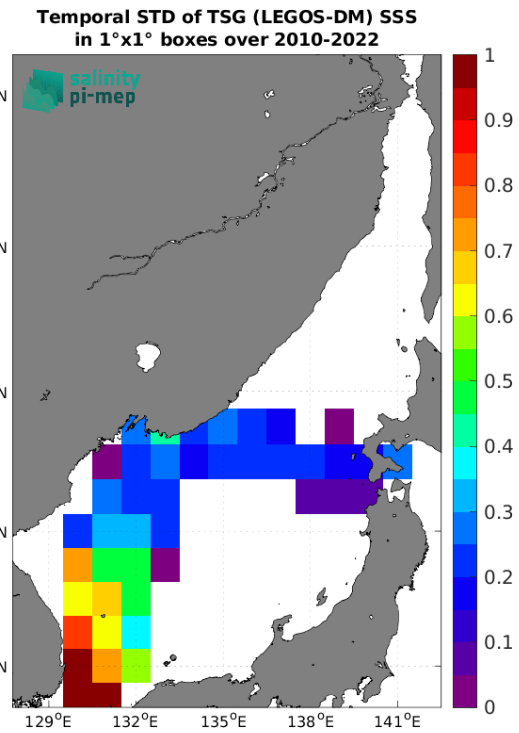 Temporal STD of TSG (LEGOS-DM) SSS
in 1°x1° boxes over 2010-2022
salinity
pi-mep
N
N
N
N
N
1
0.9
0.8
0.7
0.6
0.5
0.4
0.3
0.2
0.1
0
129°E 132°E 135°E 138°E 141°E